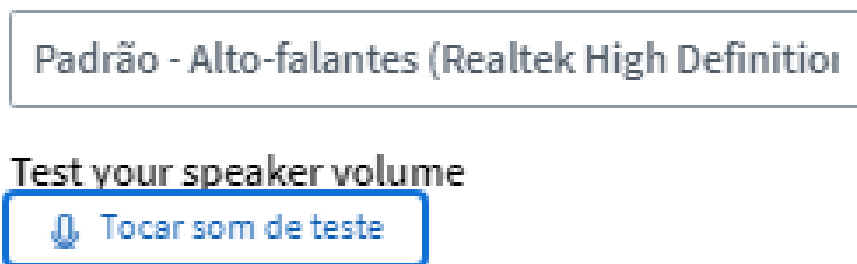 Padrão - Alto-falantes (Realtek High Definition
Test your speaker volume
Tocar som de teste